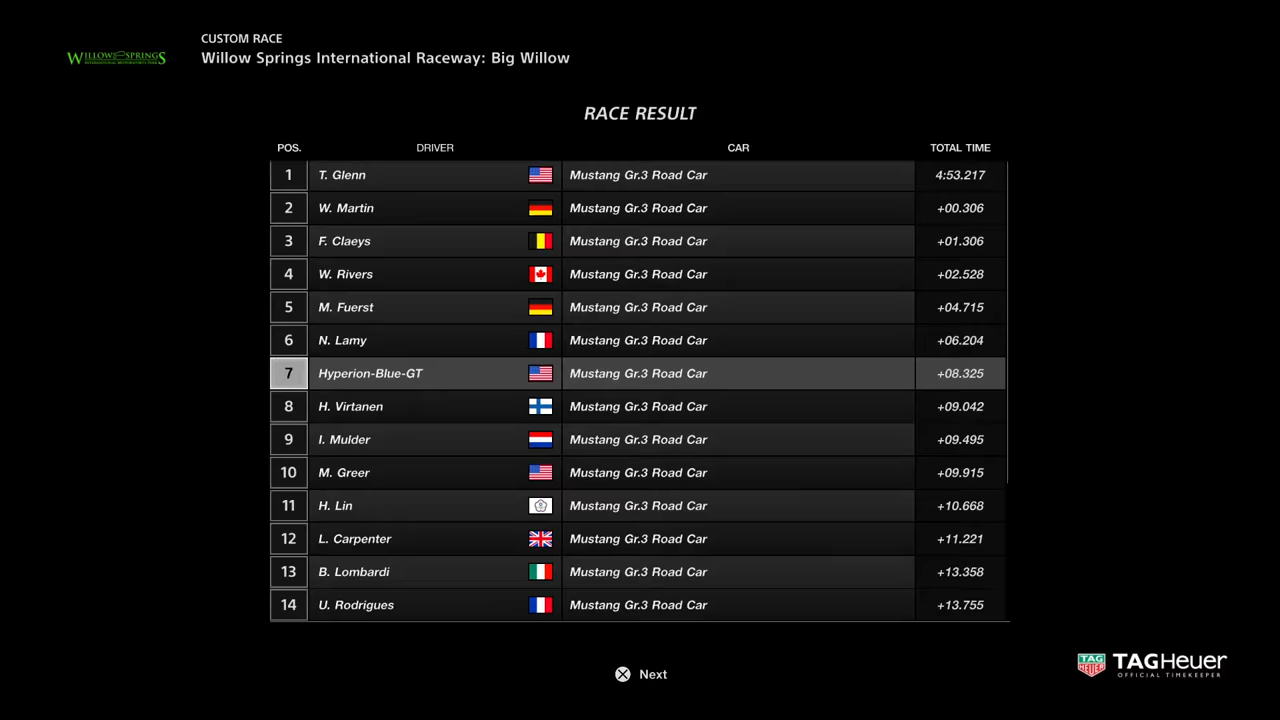 CUSTOM RACE
WILLOW SPRINGS
Willow Springs International Raceway: Big Willow
RACE RESULT
POS. DRIVER CAR TOTAL TIME
1 T. Glenn Mustang Gr.3 Road Car 4:53.217
2 W. Martin Mustang Gr.3 Road Car +00.306
3 F. Claeys Mustang Gr.3 Road Car +01.306
4 W. Rivers Mustang Gr.3 Road Car +02.528
5 M. Fuerst Mustang Gr.3 Road Car +04.715
6 N. Lamy Mustang Gr.3 Road Car +06.204
7 Hyperion-Blue-GT Mustang Gr.3 Road Car +08.325
8 H. Virtanen Mustang Gr.3 Road Car +09.042
9 I. Mulder Mustang Gr.3 Road Car +09.495
10 M. Greer Mustang Gr.3 Road Car +09.915
11 H. Lin Mustang Gr.3 Road Car +10.668
12 L. Carpenter Mustang Gr.3 Road Car +11.221
13 B. Lombardi Mustang Gr.3 Road Car +13.358
14 U. Rodrigues Mustang Gr.3 Road Car +13.755
Next
TAG HEUER TAGHeuer
OFFICIAL TIMEKEEPER